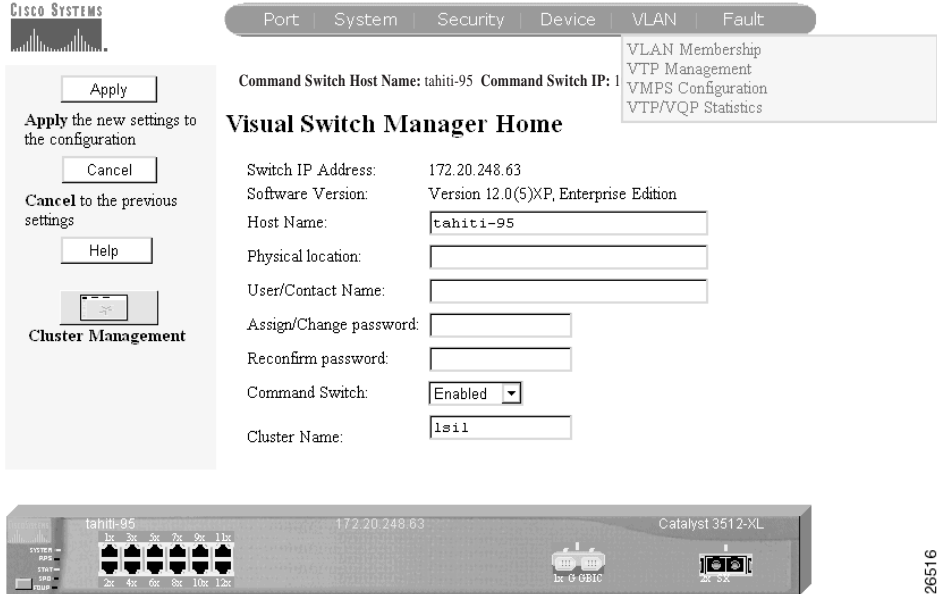 CISCO SYSTEMS
Port | System | Security | Device | VLAN | Fault
VLAN Membership
VTP Management
VMPS Configuration
VTP/VQP Statistics
Apply
Apply the new settings to
the configuration
Cancel
Cancel to the previous
settings
Help
Cluster Management
Command Switch Host Name: tahiti-95 Command Switch IP: 1
Visual Switch Manager Home
Switch IP Address: 172.20.248.63
Software Version: Version 12.0(5)XP, Enterprise Edition
Host Name: tahiti-95
Physical location:
User/Contact Name:
Assign/Change password:
Reconfirm password:
Command Switch: Enabled
Cluster Name: lsil
tahiti-95 172.20.248.63 Catalyst 3512-XL
1x 3x 5x 7x 9x 11x
SYSTEM
RPS
STAT
SPD
FDUP
2x 4x 6x 8x 10x 12x
1x G GBIC
2x SX
26516